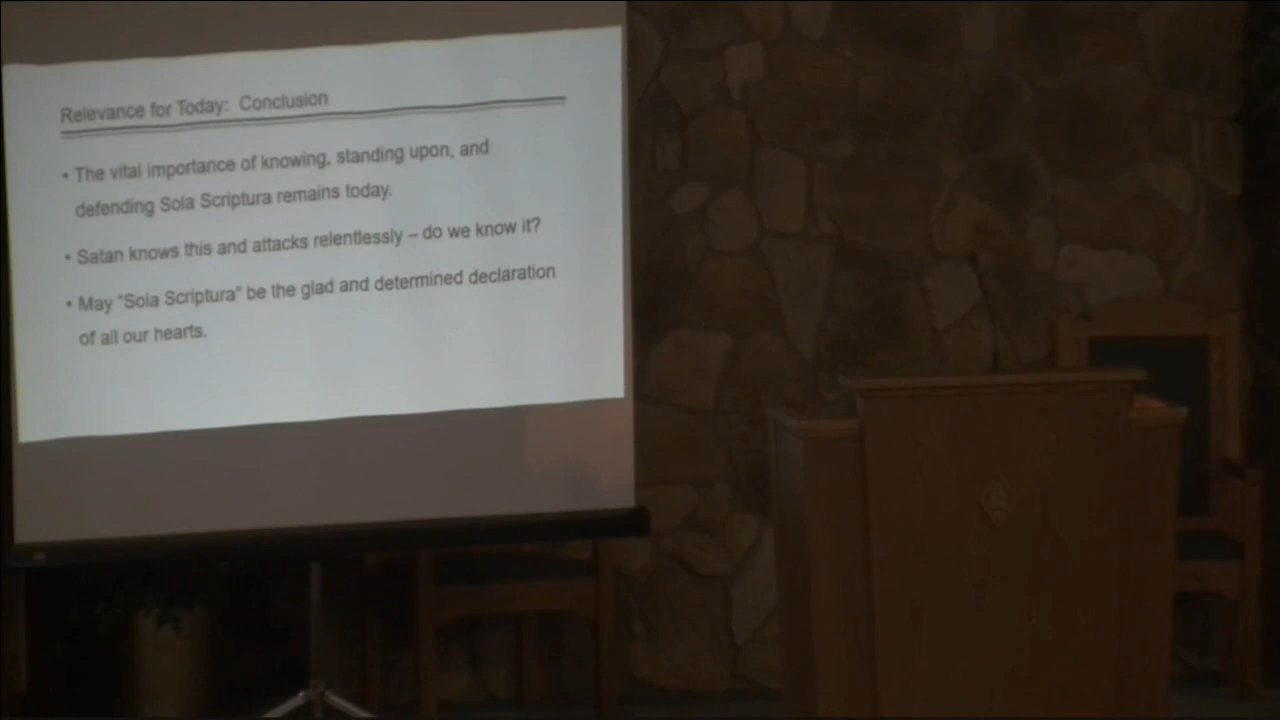 Relevance for Today: Conclusion
• The vital importance of knowing, standing upon, and
defending Sola Scriptura remains today.
• Satan knows this and attacks relentlessly – do we know it?
• May "Sola Scriptura" be the glad and determined declaration
of all our hearts.